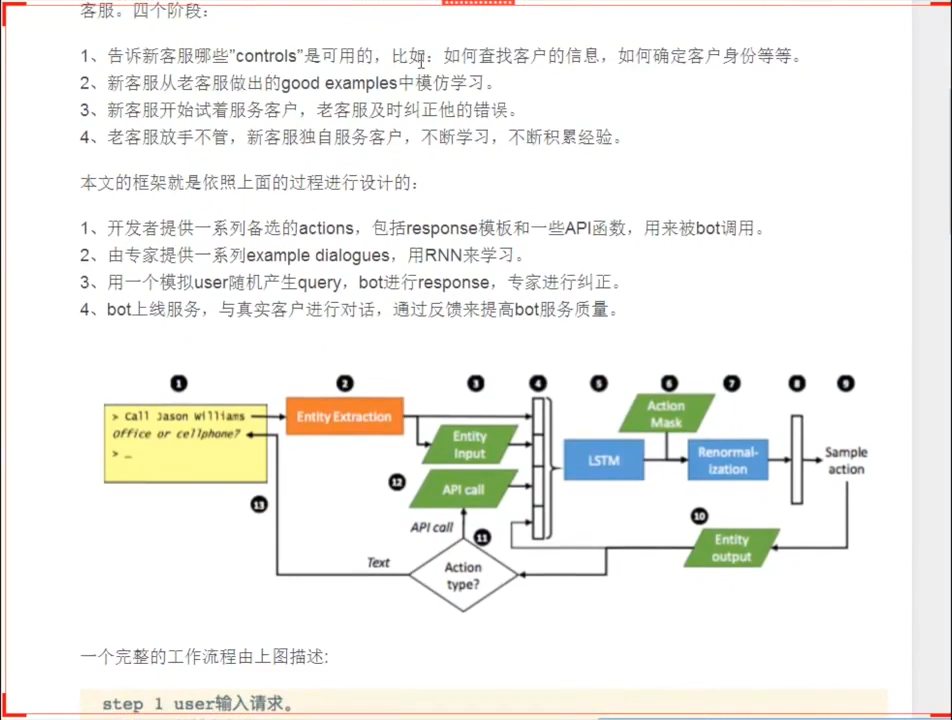 客服。四个阶段：
1、告诉新客服哪些"controls"是可用的，比如：如何查找客户的信息，如何确定客户身份等等。
2、新客服从老客服做出的good examples中模仿学习。
3、新客服开始试着服务客户，老客服及时纠正他的错误。
4、老客服放手不管，新客服独自服务客户，不断学习，不断积累经验。
本文的框架就是依照上面的过程进行设计的：
1、开发者提供一系列备选的actions，包括response模板和一些API函数，用来被bot调用。
2、由专家提供一系列example dialogues，用RNN来学习。
3、用一个模拟user随机产生query，bot进行response，专家进行纠正。
4、bot上线服务，与真实客户进行对话，通过反馈来提高bot服务质量。
1 2 3 4 5 6 7 8 9
> Call Jason Williams
Office or cellphone?
> _
Entity Extraction
Entity
Input
12
API call
API call
11
Action
type?
Text
13
LSTM
Action
Mask
Renormal-
ization
Sample
action
10
Entity
output
一个完整的工作流程由上图描述:
step 1 user输入请求。